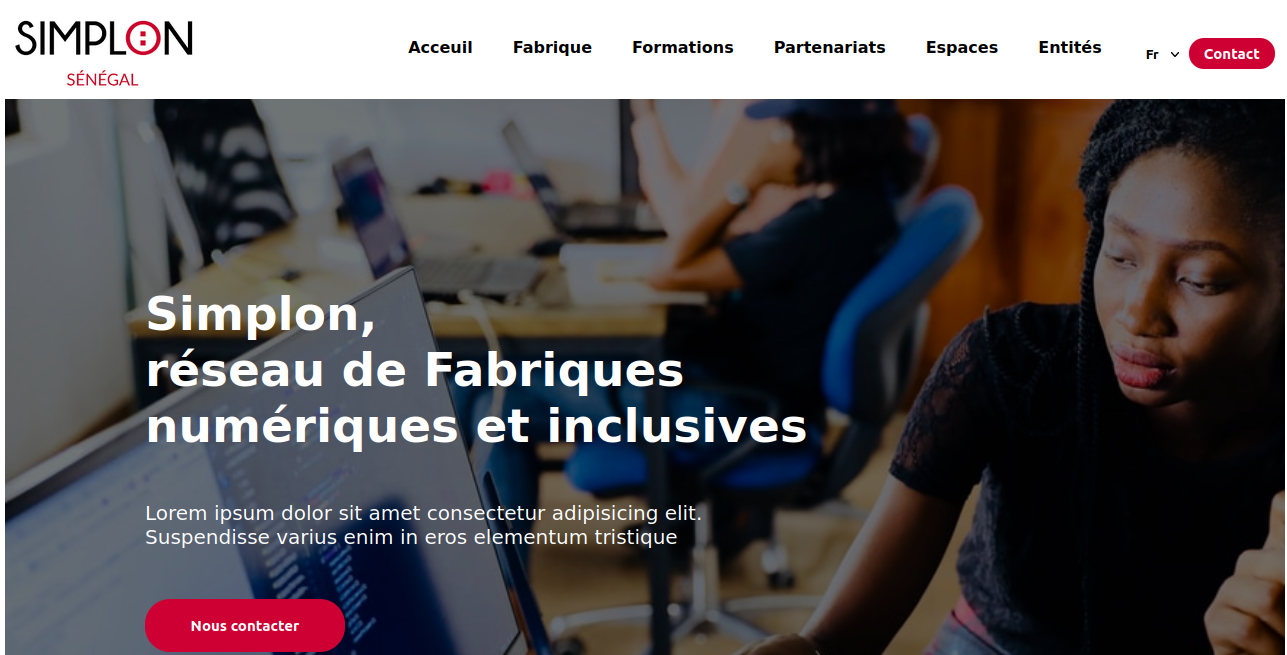 SIMPLON
SÉNÉGAL
Acceuil Fabrique Formations Partenariats Espaces Entités Fr Contact
Simplon,
réseau de Fabriques
numériques et inclusives
Lorem ipsum dolor sit amet consectetur adipisicing elit.
Suspendisse varius enim in eros elementum tristique
Nous contacter